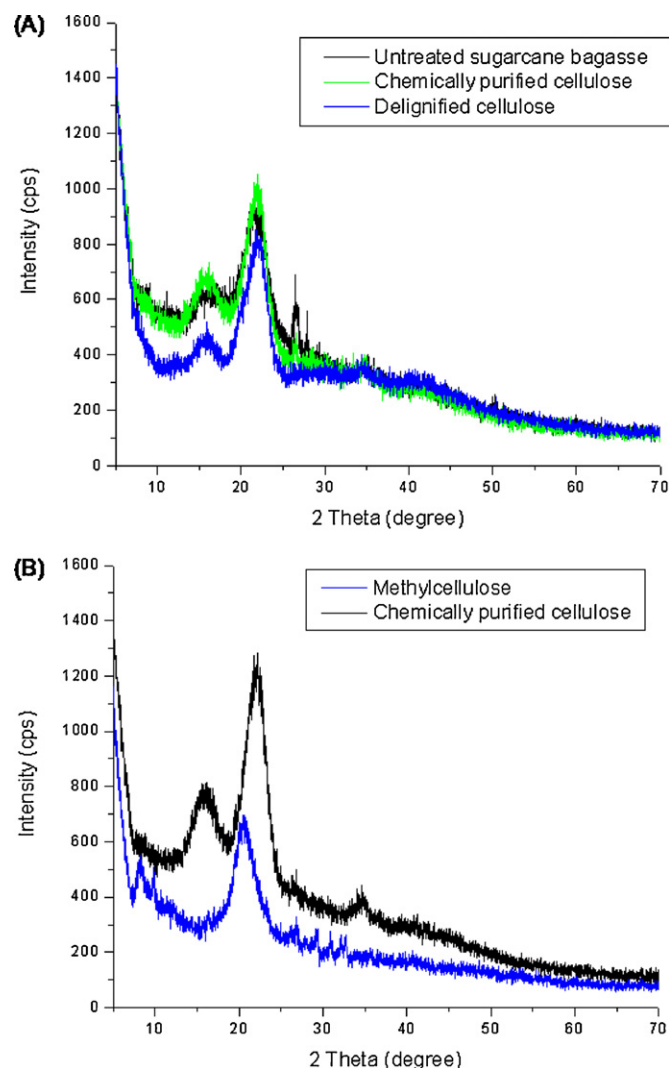 (A)
1600
1400
1200
1000
800
600
400
200
0
Intensity (cps)
Untreated sugarcane bagasse
Chemically purified cellulose
Delignified cellulose
10 20 30 40 50 60 70
2 Theta (degree)
(B)
1600
1400
1200
1000
800
600
400
200
0
Intensity (cps)
Methylcellulose
Chemically purified cellulose
10 20 30 40 50 60 70
2 Theta (degree)